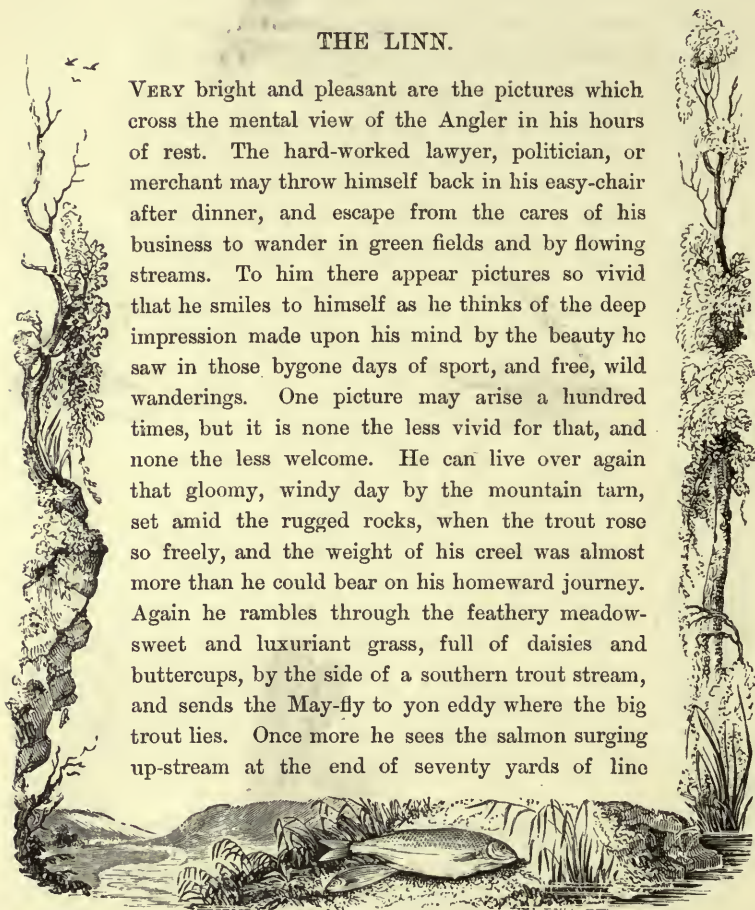 THE LINN.
VERY bright and pleasant are the pictures which
cross the mental view of the Angler in his hours
of rest. The hard-worked lawyer, politician, or
merchant may throw himself back in his easy-chair
after dinner, and escape from the cares of his
business to wander in green fields and by flowing
streams. To him there appear pictures so vivid
that he smiles to himself as he thinks of the deep
impression made upon his mind by the beauty he
saw in those bygone days of sport, and free, wild
wanderings. One picture may arise a hundred
times, but it is none the less vivid for that, and
none the less welcome. He can live over again
that gloomy, windy day by the mountain tarn,
set amid the rugged rocks, when the trout rose
so freely, and the weight of his creel was almost
more than he could bear on his homeward journey.
Again he rambles through the feathery meadow-
sweet and luxuriant grass, full of daisies and
buttercups, by the side of a southern trout stream,
and sends the May-fly to yon eddy where the big
trout lies. Once more he sees the salmon surging
up-stream at the end of seventy yards of line